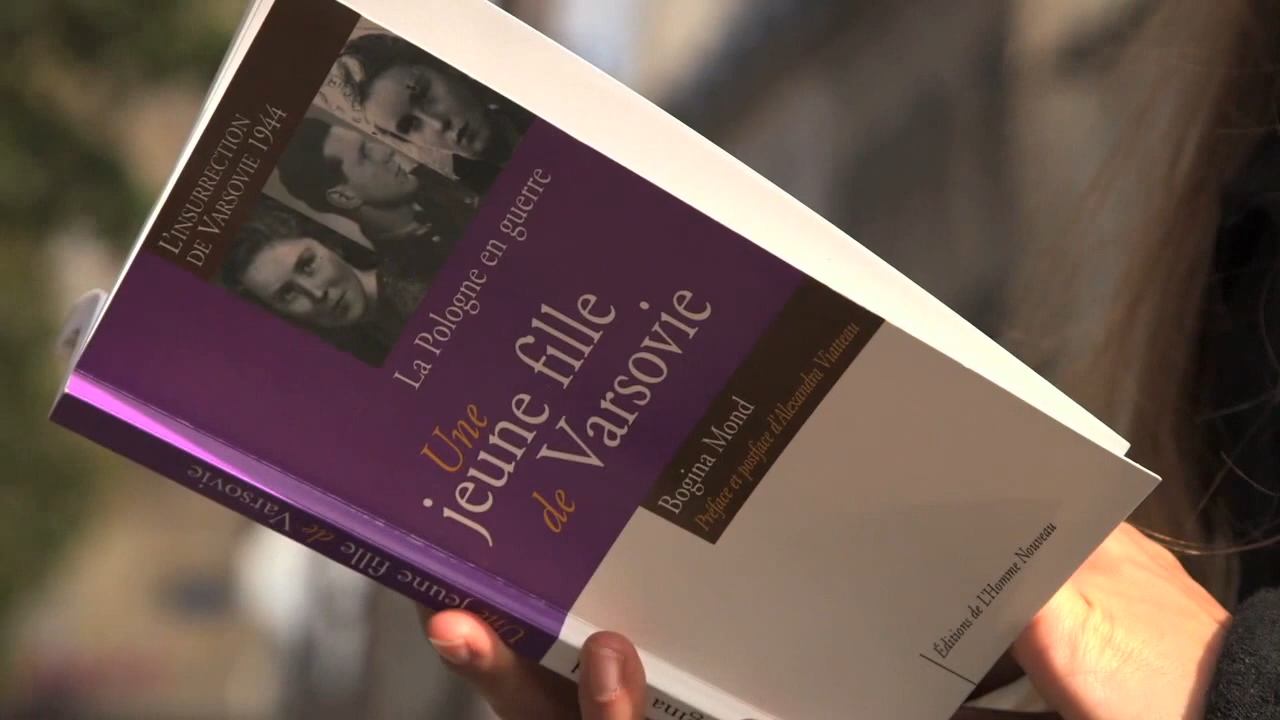 L'INSURRECTION
DE VARSOVIE 1944
La Pologne en guerre
Une
jeune fille
de Varsovie
Bogina Mond
Préface et postface d'Alexandra Viatteau
Éditions de L'Homme Nouveau
Une jeune fille de Varsovie
gina